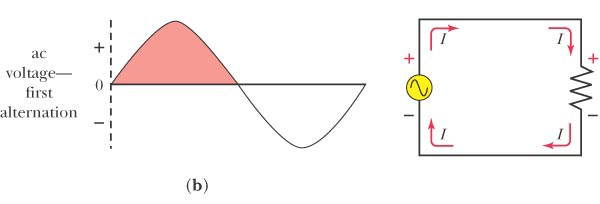 ac
voltage—
first
alternation
+
0
–
(b)
I
I
+
+
–
–
I
I